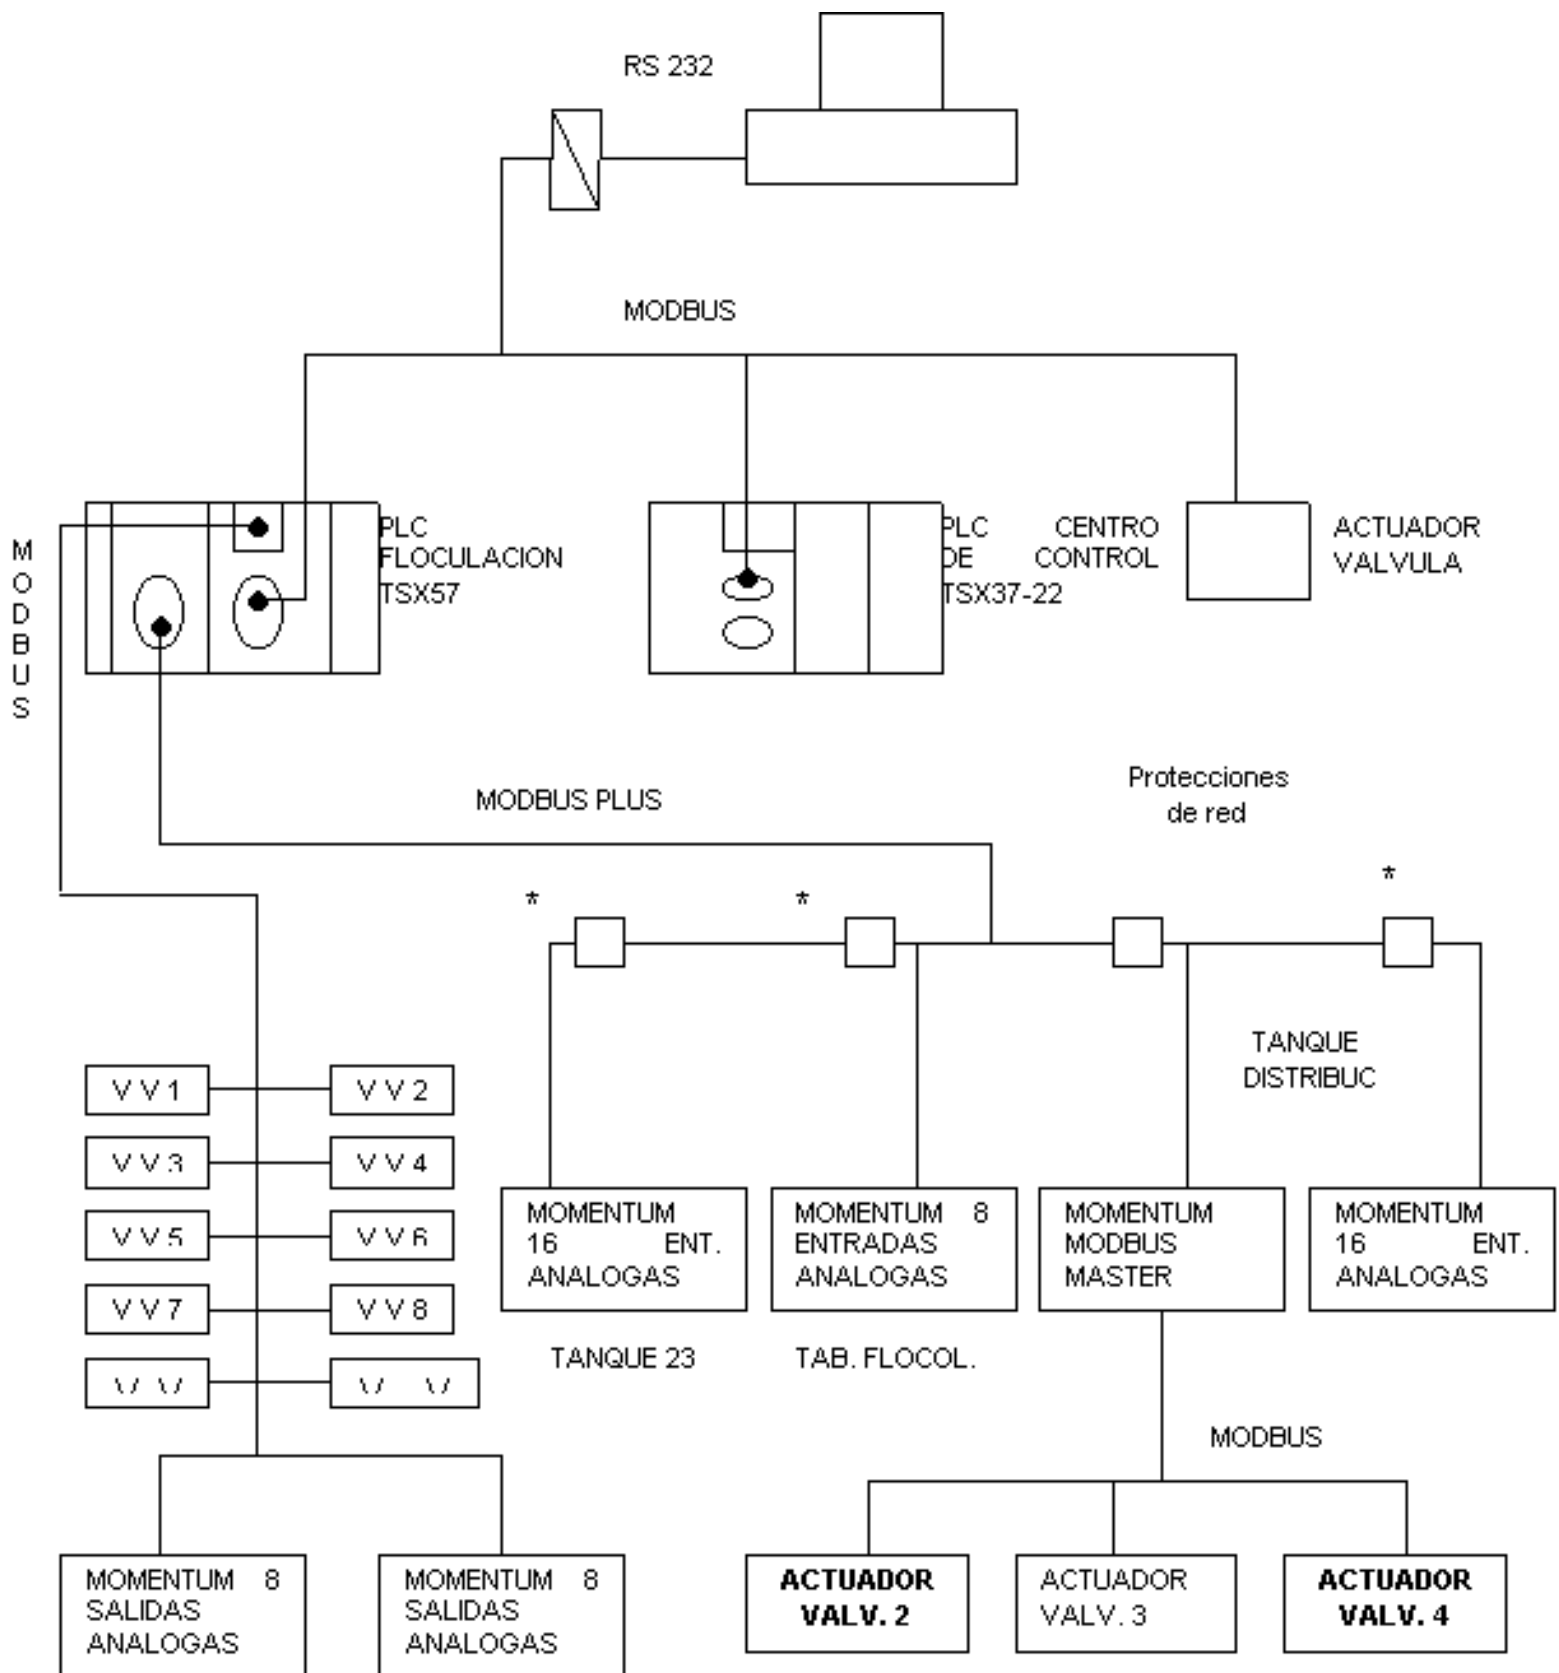 RS 232
MODBUS
MODBUS
PLC
FLOCULACION
TSX57
PLC CENTRO
DE CONTROL
TSX37-22
ACTUADOR
VALVULA
MODBUS PLUS
Protecciones
de red
*
*
*
TANQUE
DISTRIBUC
V V 1
V V 2
V V 3
V V 4
V V 5
V V 6
V V 7
V V 8
MOMENTUM
16 ENT.
ANALOGAS
MOMENTUM 8
ENTRADAS
ANALOGAS
MOMENTUM
MODBUS
MASTER
MOMENTUM
16 ENT.
ANALOGAS
TANQUE 23
TAB. FLOCOL.
V V
V V
MODBUS
MOMENTUM 8
SALIDAS
ANALOGAS
MOMENTUM 8
SALIDAS
ANALOGAS
ACTUADOR
VALV. 2
ACTUADOR
VALV. 3
ACTUADOR
VALV. 4